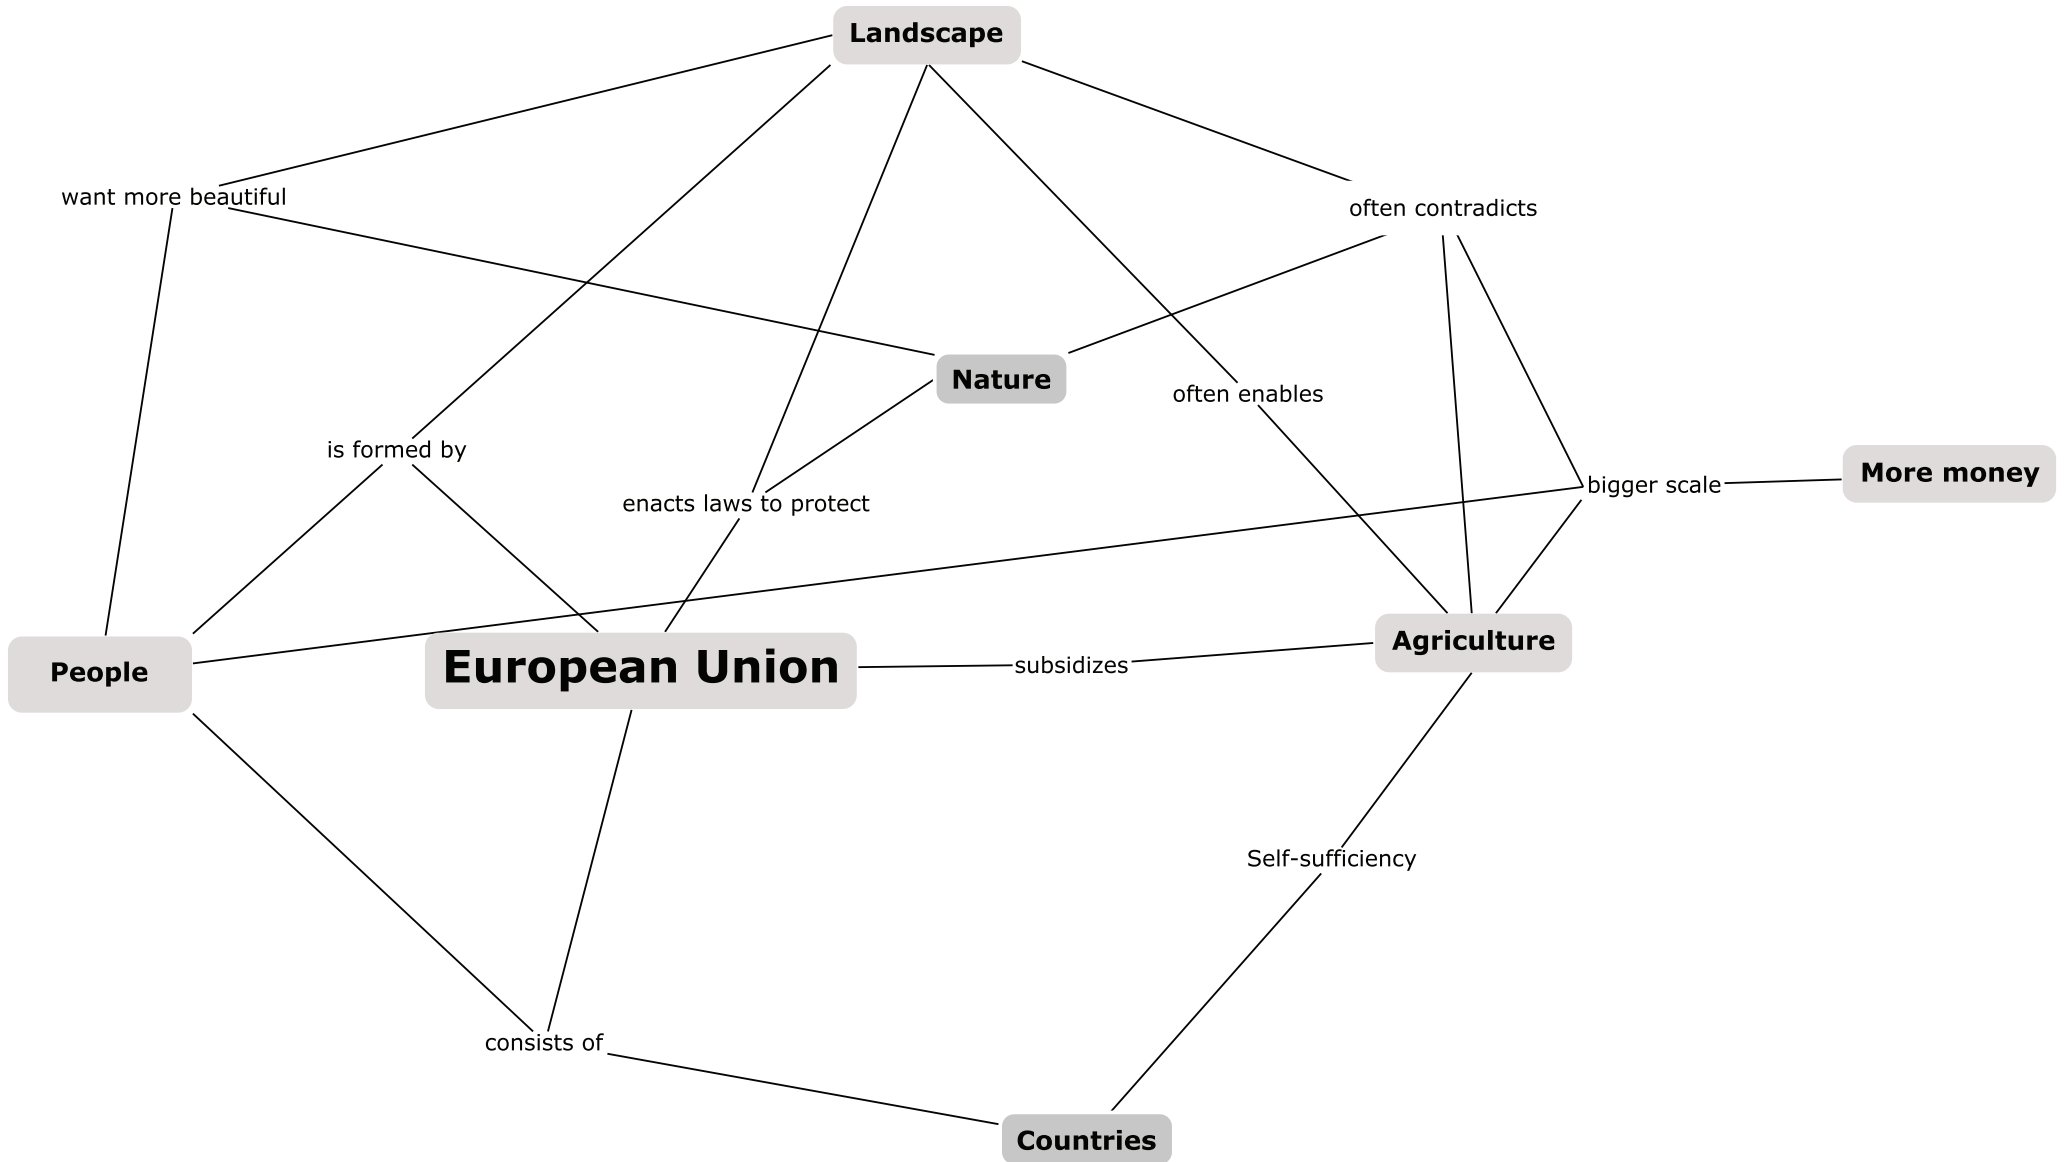 Landscape
want more beautiful
often contradicts
Nature
often enables
is formed by
More money
bigger scale
enacts laws to protect
Agriculture
European Union
subsidizes
People
Self-sufficiency
consists of
Countries